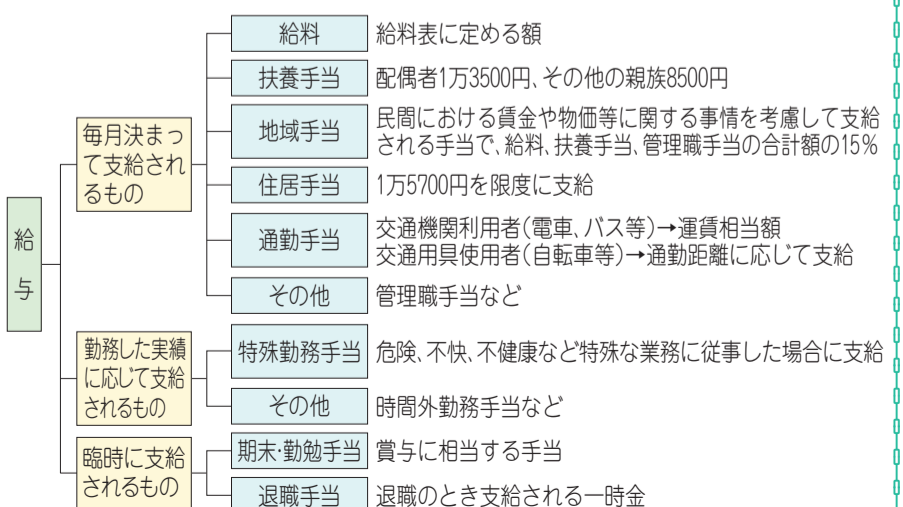 給与
毎月決まっ
て支給され
るもの
給料
給料表に定める額
扶養手当
配偶者1万3500円、その他の親族8500円
地域手当
民間における賃金や物価等に関する事情を考慮して支給
される手当で、給料、扶養手当、管理職手当の合計額の15%
住居手当
1万5700円を限度に支給
通勤手当
交通機関利用者(電車、バス等)→運賃相当額
交通用具使用者(自転車等)→通勤距離に応じて支給
その他
管理職手当など
勤務した実績
に応じて支給
されるもの
特殊勤務手当
危険、不快、不健康など特殊な業務に従事した場合に支給
その他
時間外勤務手当など
臨時に支給
されるもの
期末・勤勉手当
賞与に相当する手当
退職手当
退職のとき支給される一時金